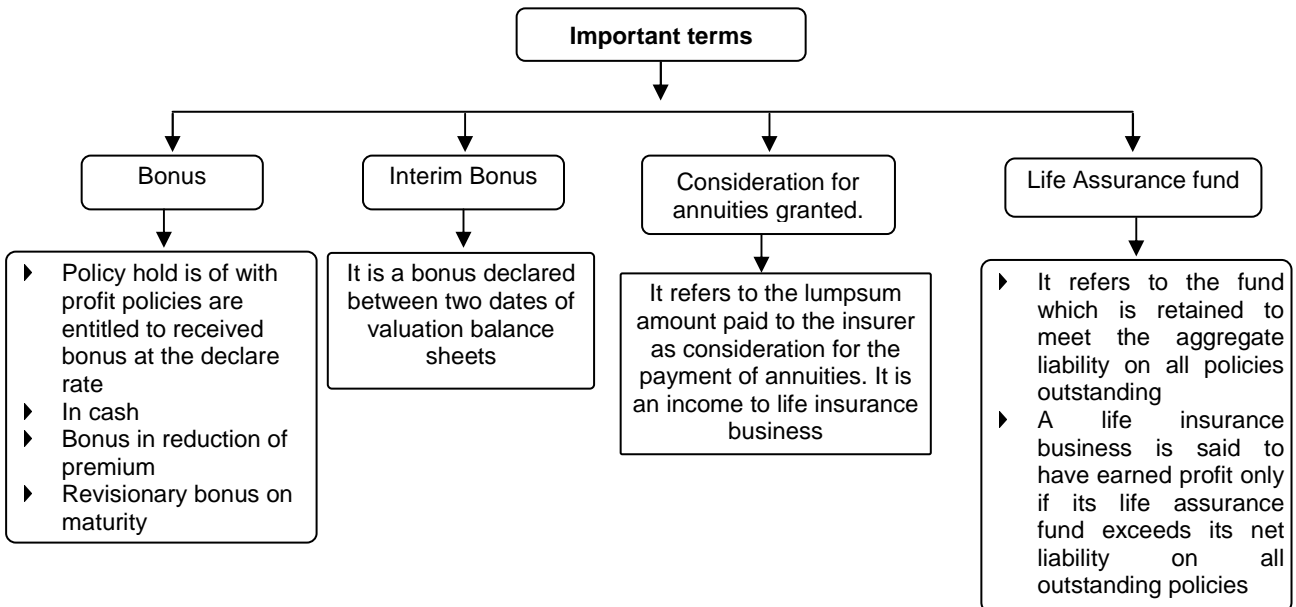 Important terms
Bonus
Interim Bonus
Consideration for
annuities granted.
Life Assurance fund
Policy hold is of with
profit policies are
entitled to received
bonus at the declare
rate
In cash
Bonus in reduction of
premium
Revisionary bonus on
maturity
It is a bonus declared
between two dates of
valuation balance
sheets
It refers to the lumpsum
amount paid to the insurer
as consideration for the
payment of annuities. It is
an income to life insurance
business
It refers to the fund
which is retained to
meet the aggregate
liability on all policies
outstanding
A life insurance
business is said to
have earned profit only
if its life assurance
fund exceeds its net
liability on all
outstanding policies